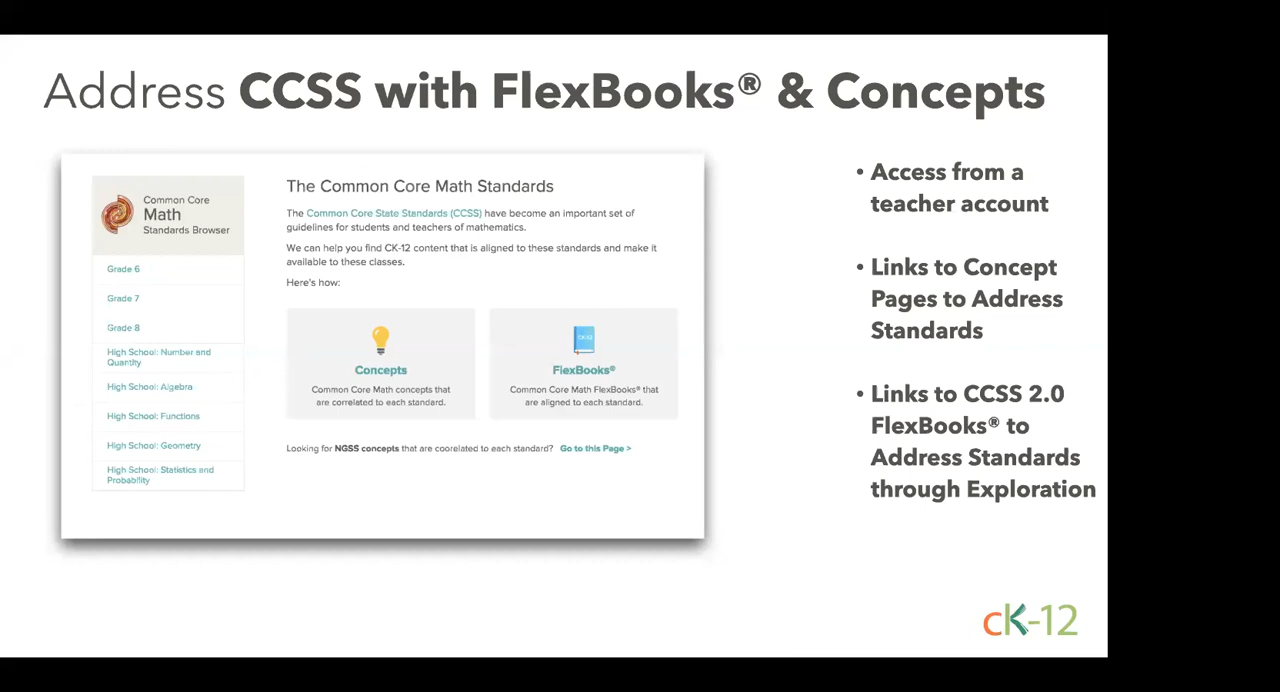 Address CCSS with FlexBooks® & Concepts
Common Core
Math
Standards Browser
Grade 6
Grade 7
Grade 8
High School: Number and
Quantity
High School: Algebra
High School: Functions
High School: Geometry
High School: Statistics and
Probability
The Common Core Math Standards
The Common Core State Standards (CCSS) have become an important set of
guidelines for students and teachers of mathematics.
We can help you find CK-12 content that is aligned to these standards and make it
available to these classes.
Here's how:
Concepts
Common Core Math concepts that
are correlated to each standard.
CK-12
FlexBooks®
Common Core Math FlexBooks® that
are aligned to each standard.
Looking for NGSS concepts that are coorelated to each standard? Go to this Page >
• Access from a
teacher account
• Links to Concept
Pages to Address
Standards
• Links to CCSS 2.0
FlexBooks® to
Address Standards
through Exploration
cK-12